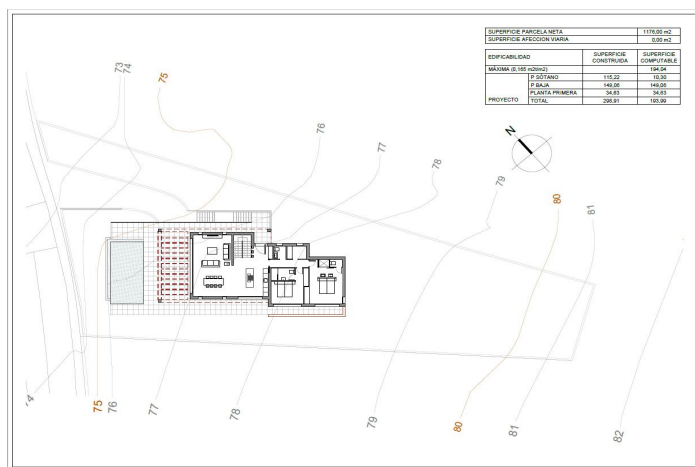 SUPERFICIE PARCELA NETA 1176,00 m2
SUPERFICIE AFECCION VIARIA 0,00 m2
EDIFICABILIDAD SUPERFICIE CONSTRUIDA SUPERFICIE COMPUTABLE
MÁXIMA (0,165 m2t/m2) 194,04
P.SÓTANO 115,22 10,30
P.BAJA 149,06 149,06
PLANTA PRIMERA 34,63 34,63
PROYECTO TOTAL 298,91 193,99
N
73
74
75
76
77
78
79
80
81
74
75
76
77
78
79
80
81
82